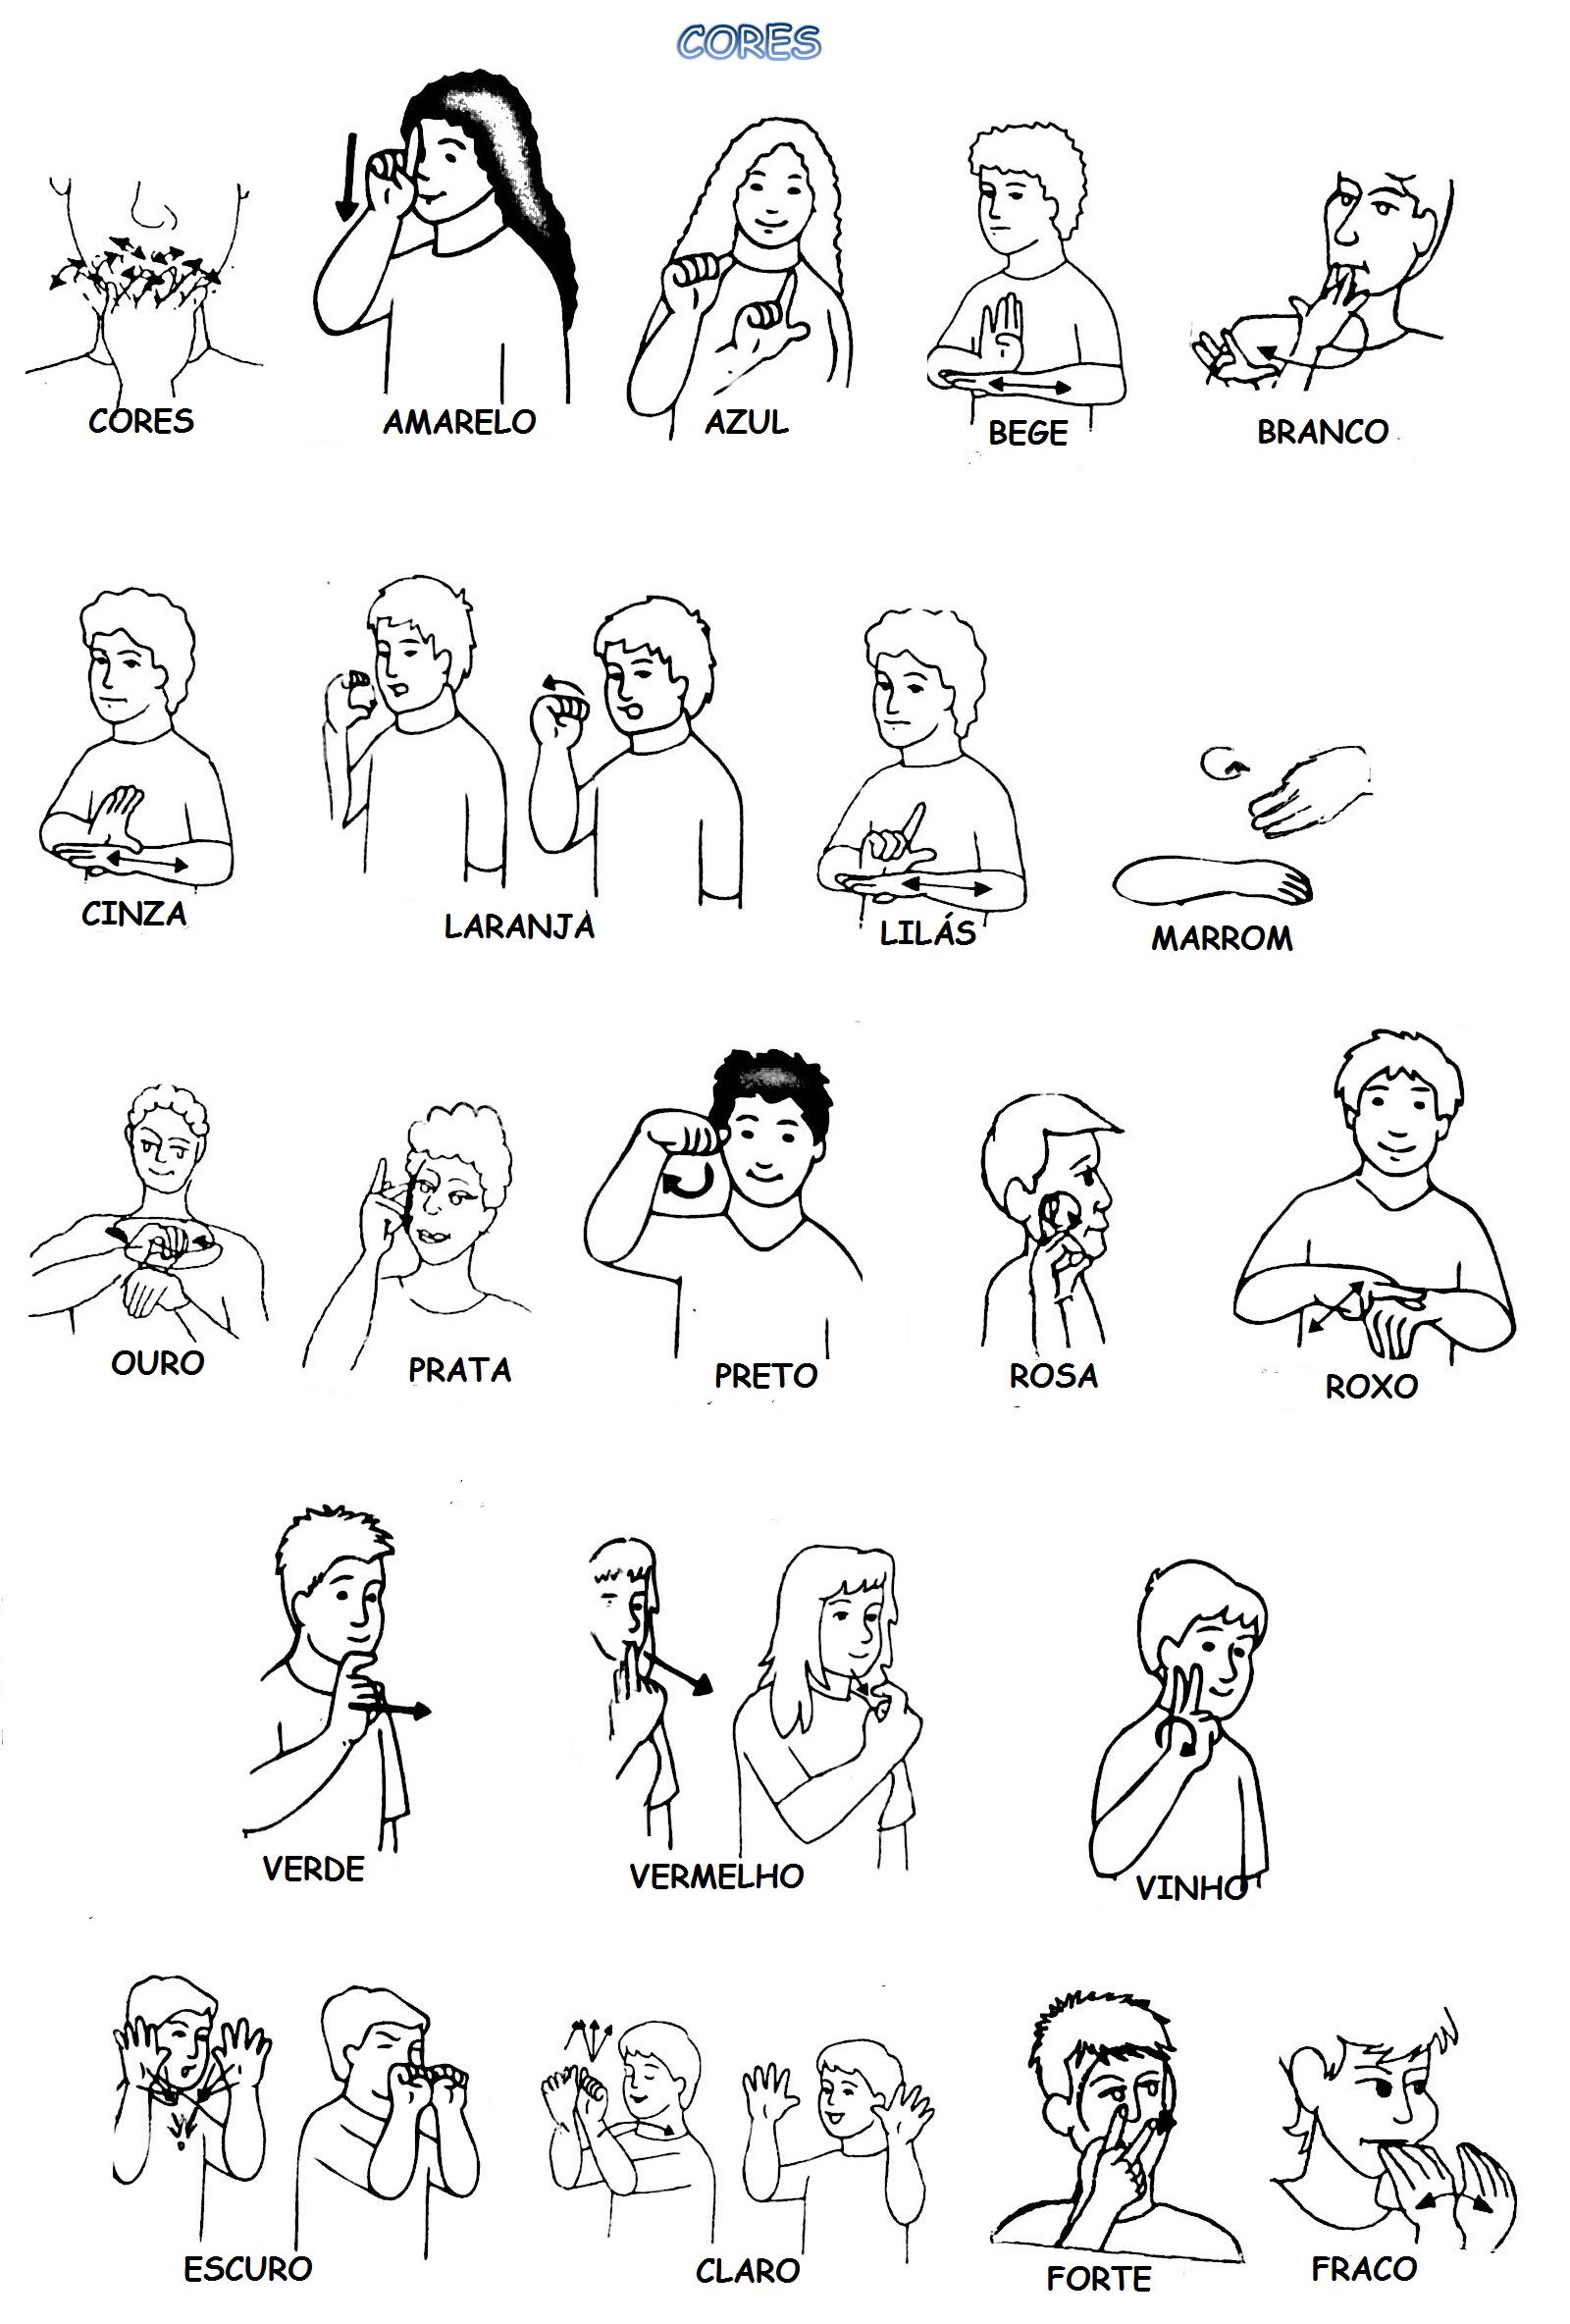 CORES
CORES
AMARELO
AZUL
BEGE
BRANCO
CINZA
LARANJA
LILÁS
MARROM
OURO
PRATA
PRETO
ROSA
ROXO
VERDE
VERMELHO
VINHO
ESCURO
CLARO
FORTE
FRACO